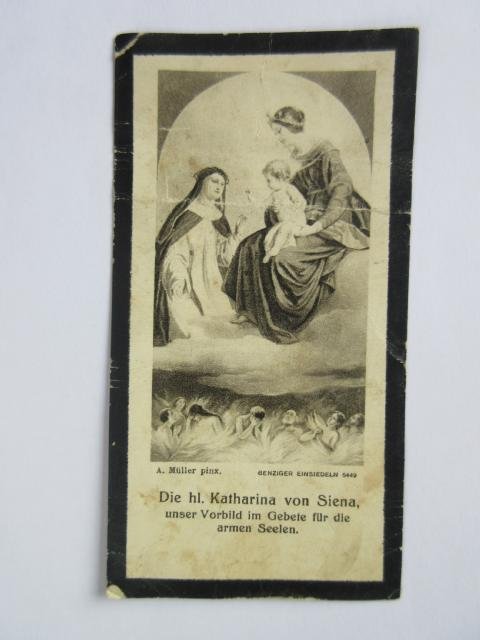 A. Müller pinx. BENZIGER EINSIEDELN 5449
Die hl. Katharina von Siena,
unser Vorbild im Gebete für die
armen Seelen.